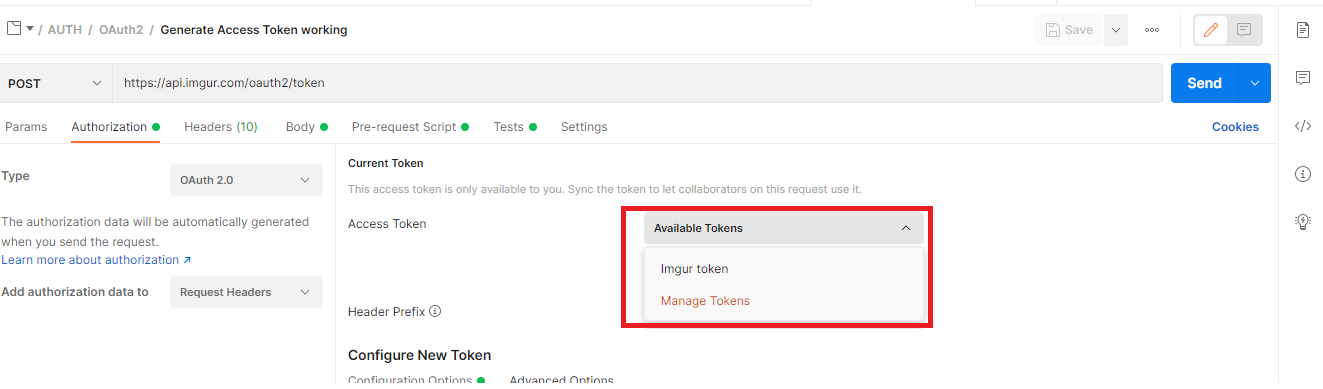 / AUTH / OAuth2 / Generate Access Token working
Save
POST
https://api.imgur.com/oauth2/token
Send
Params Authorization Headers (10) Body Pre-request Script Tests Settings Cookies
Type
OAuth 2.0
The authorization data will be automatically generated
when you send the request.
Learn more about authorization ↗
Add authorization data to
Request Headers
Current Token
This access token is only available to you. Sync the token to let collaborators on this request use it.
Access Token
Available Tokens
Imgur token
Manage Tokens
Header Prefix
Configure New Token
Configuration Options Advanced Options